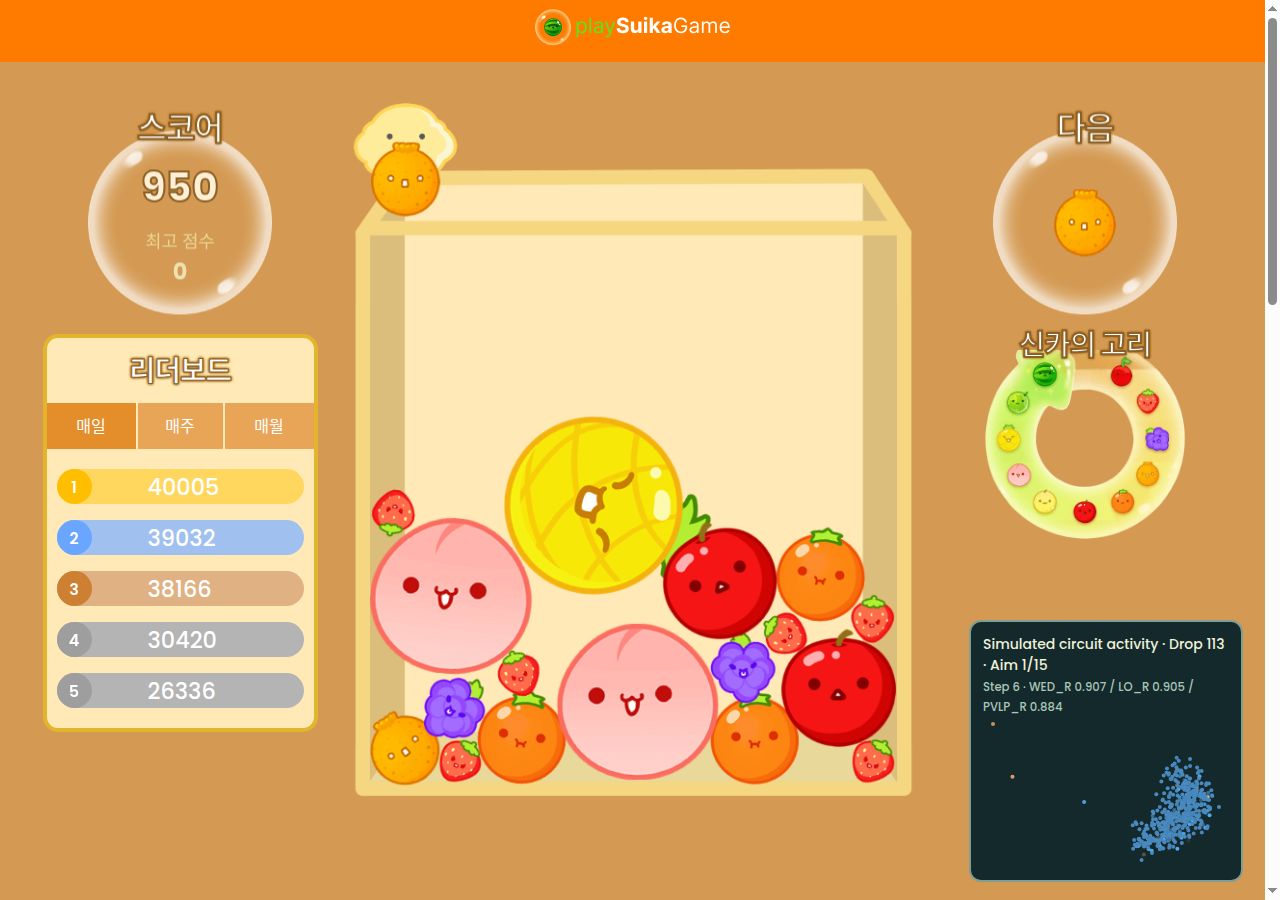 playSuikaGame
스코어
950
최고 점수
0
리더보드
매일 매주 매월
1 40005
2 39032
3 38166
4 30420
5 26336
다음
신카의 고리
Simulated circuit activity · Drop 113
· Aim 1/15
Step 6 · WED_R 0.907 / LO_R 0.905 /
PVLP_R 0.884